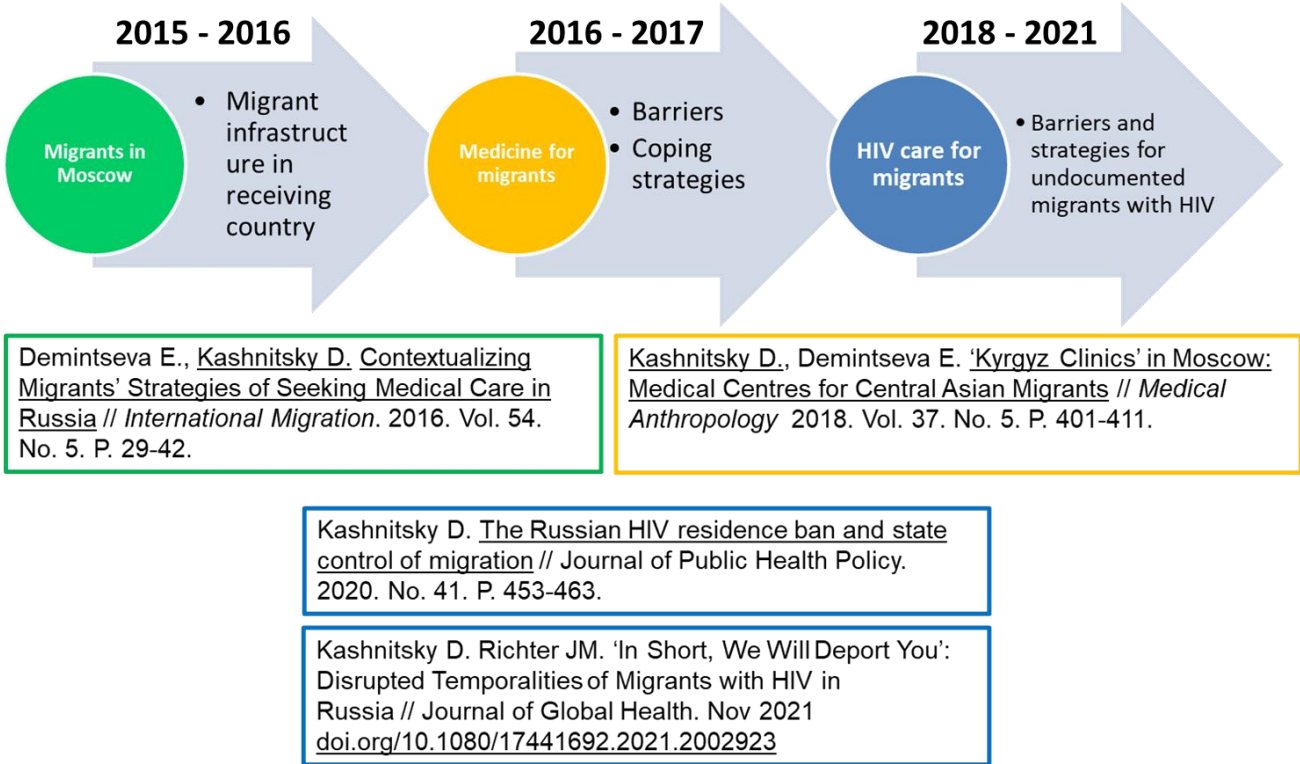 2015 - 2016
Migrants in
Moscow
• Migrant
infrastruct
ure in
receiving
country
2016 - 2017
Medicine for
migrants
• Barriers
• Coping
strategies
2018 - 2021
HIV care for
migrants
• Barriers and
strategies for
undocumented
migrants with HIV
Demintseva E., Kashnitsky D. Contextualizing
Migrants’ Strategies of Seeking Medical Care in
Russia // International Migration. 2016. Vol. 54.
No. 5. P. 29-42.
Kashnitsky D., Demintseva E. ‘Kyrgyz Clinics’ in Moscow:
Medical Centres for Central Asian Migrants // Medical
Anthropology 2018. Vol. 37. No. 5. P. 401-411.
Kashnitsky D. The Russian HIV residence ban and state
control of migration // Journal of Public Health Policy.
2020. No. 41. P. 453-463.
Kashnitsky D. Richter JM. ‘In Short, We Will Deport You’:
Disrupted Temporalities of Migrants with HIV in
Russia // Journal of Global Health. Nov 2021
doi.org/10.1080/17441692.2021.2002923